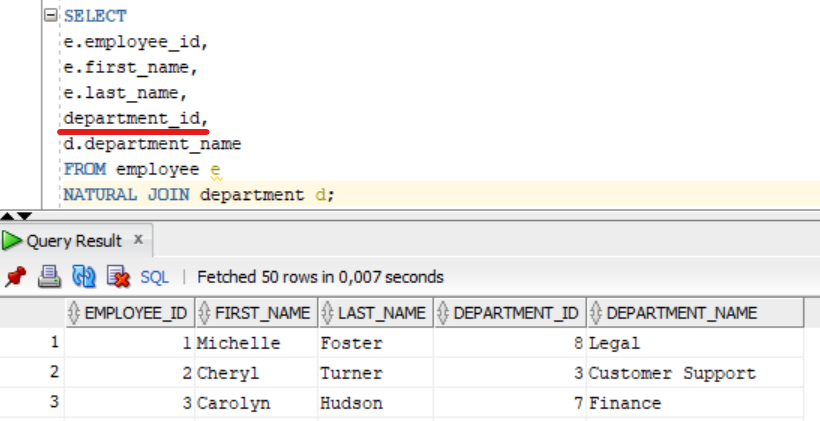 SELECT
e.employee_id,
e.first_name,
e.last_name,
department_id,
d.department_name
FROM employee e
NATURAL JOIN department d;
Query Result x
SQL | Fetched 50 rows in 0,007 seconds
EMPLOYEE_ID FIRST_NAME LAST_NAME DEPARTMENT_ID DEPARTMENT_NAME
1 1 Michelle Foster 8 Legal
2 2 Cheryl Turner 3 Customer Support
3 3 Carolyn Hudson 7 Finance